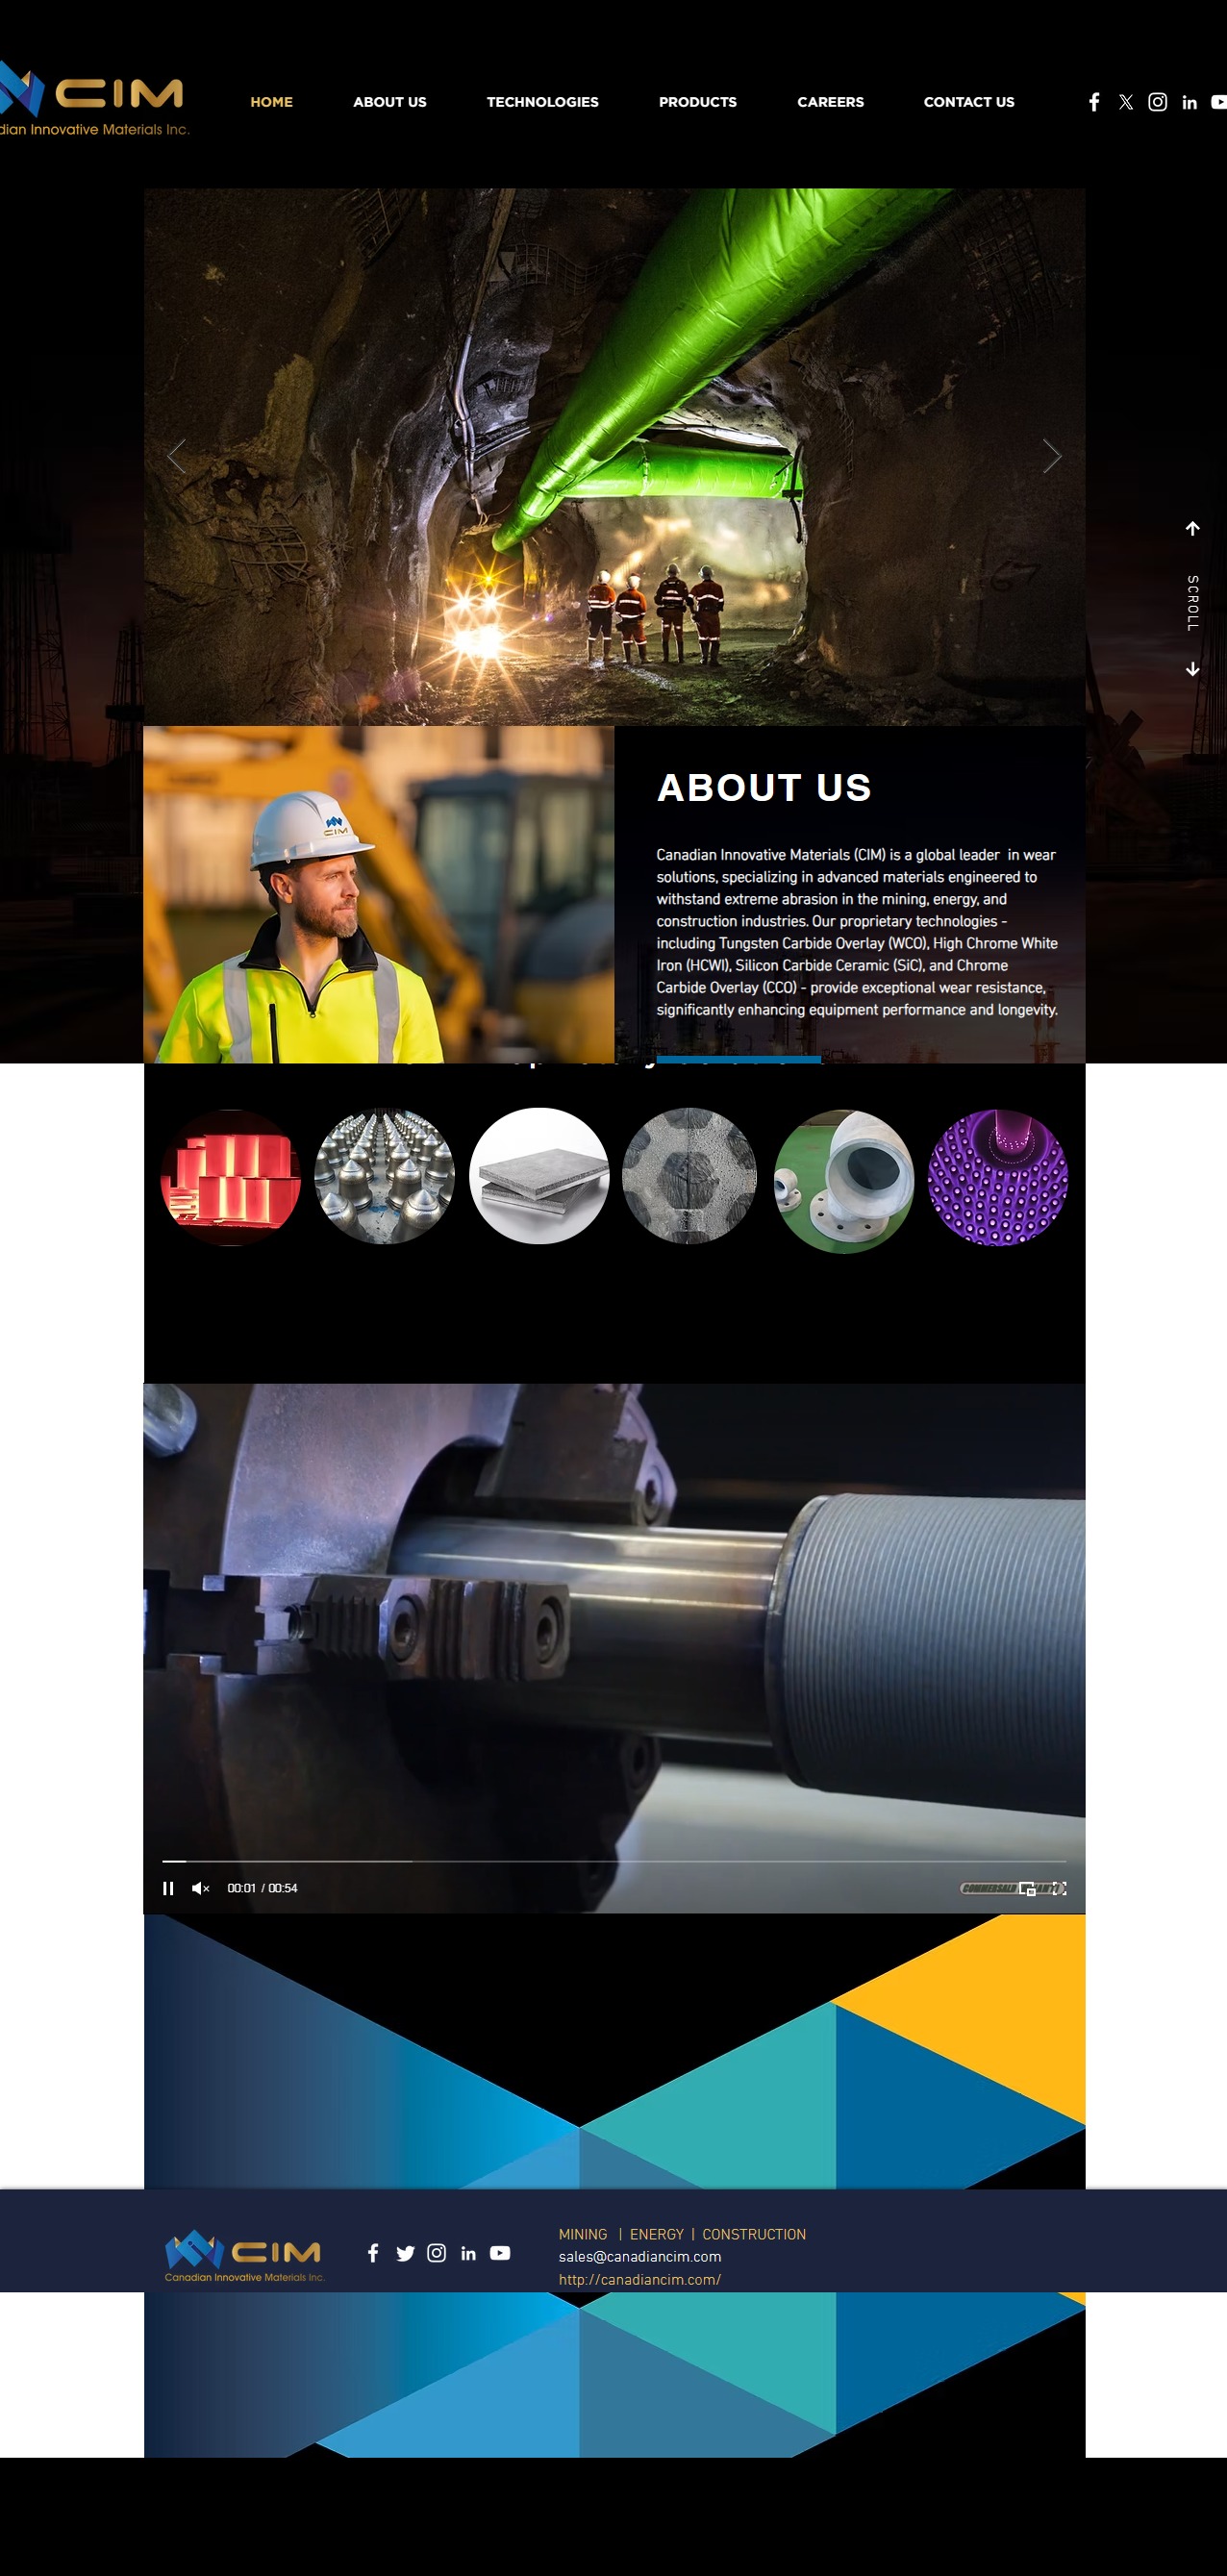 CIM
dian Innovative Materials Inc.
HOME
ABOUT US
TECHNOLOGIES
PRODUCTS
CAREERS
CONTACT US
SCROLL
CIM
ABOUT US
Canadian Innovative Materials (CIM) is a global leader in wear
solutions, specializing in advanced materials engineered to
withstand extreme abrasion in the mining, energy, and
construction industries. Our proprietary technologies -
including Tungsten Carbide Overlay (WCO), High Chrome White
Iron (HCWI), Silicon Carbide Ceramic (SiC), and Chrome
Carbide Overlay (CCO) - provide exceptional wear resistance,
significantly enhancing equipment performance and longevity.
00:01 / 00:54
CIM
Canadian Innovative Materials Inc.
MINING | ENERGY | CONSTRUCTION
sales@canadiancim.com
http://canadiancim.com/